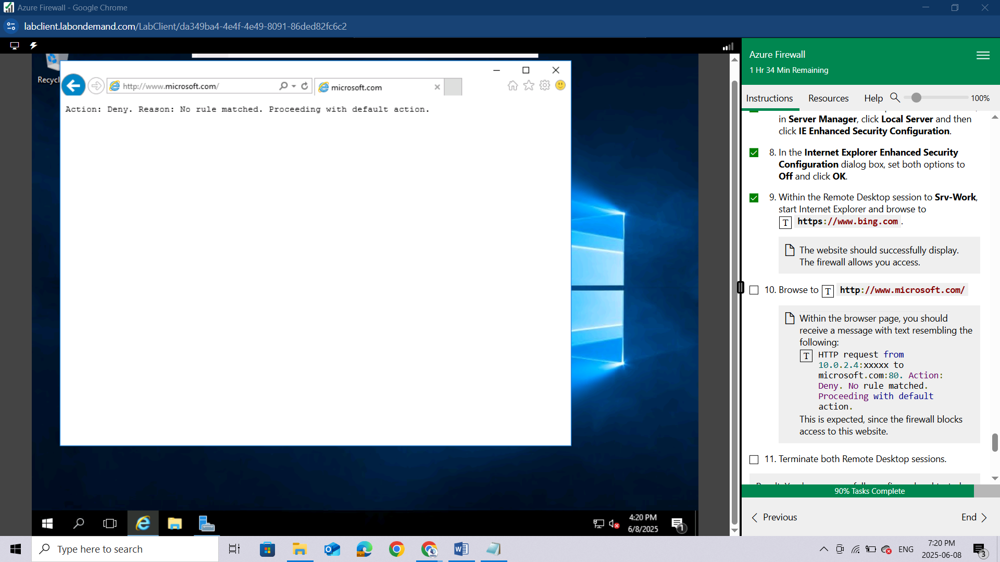 Azure Firewall - Google Chrome
labclient.labondemand.com/LabClient/da349ba4-4e4f-4e49-8091-86ded82fc6c2
Recycl
http://www.microsoft.com/
microsoft.com
Action: Deny. Reason: No rule matched. Proceeding with default action.
4:20 PM
6/8/2025
1
Azure Firewall
1 Hr 34 Min Remaining
Instructions
Resources
Help
100%
in Server Manager, click Local Server and then
click IE Enhanced Security Configuration.
8. In the Internet Explorer Enhanced Security
Configuration dialog box, set both options to
Off and click OK.
9. Within the Remote Desktop session to Srv-Work,
start Internet Explorer and browse to
T https://www.bing.com.
The website should successfully display.
The firewall allows you access.
10. Browse to T http://www.microsoft.com/
Within the browser page, you should
receive a message with text resembling the
following:
T HTTP request from
10.0.2.4:xxxxx to
microsoft.com:80. Action:
Deny. No rule matched.
Proceeding with default
action.
This is expected, since the firewall blocks
access to this website.
11. Terminate both Remote Desktop sessions.
90% Tasks Complete
Previous
End
Type here to search
ENG
7:20 PM
2025-06-08
3